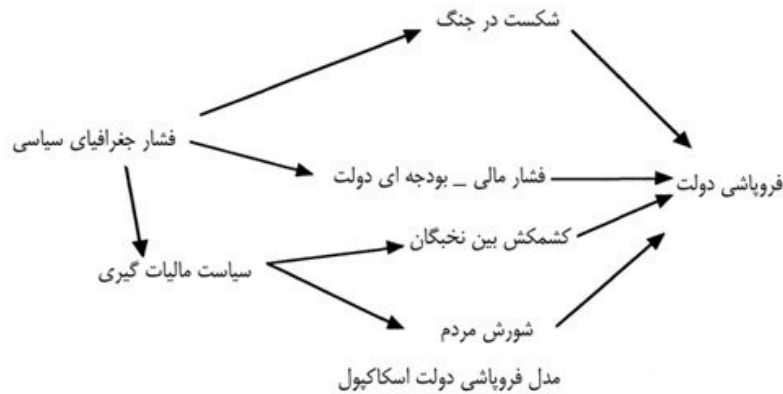 شکست در جنگ
فشار جغرافیای سیاسی
فشار مالی _ بودجه ای دولت
فروپاشی دولت
کشمکش بین نخبگان
سیاست مالیات گیری
شورش مردم
مدل فروپاشی دولت اسکاکپول